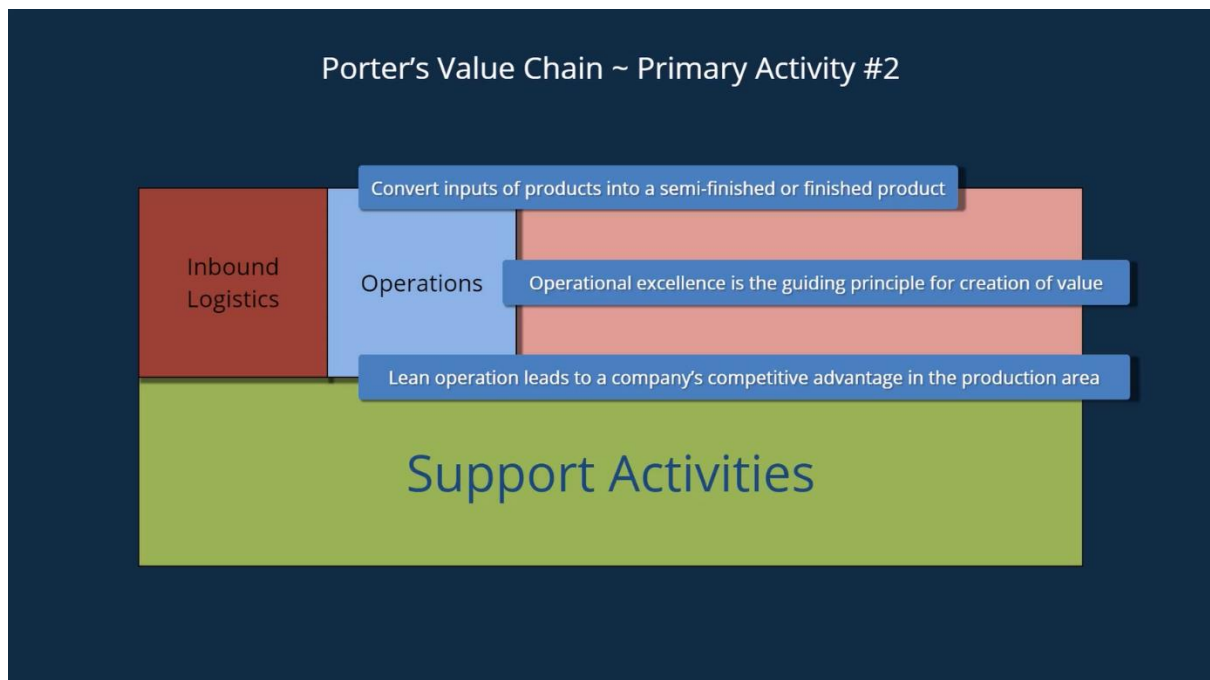 Porter’s Value Chain ~ Primary Activity #2
Convert inputs of products into a semi-finished or finished product
Inbound
Logistics
Operations
Operational excellence is the guiding principle for creation of value
Lean operation leads to a company’s competitive advantage in the production area
Support Activities